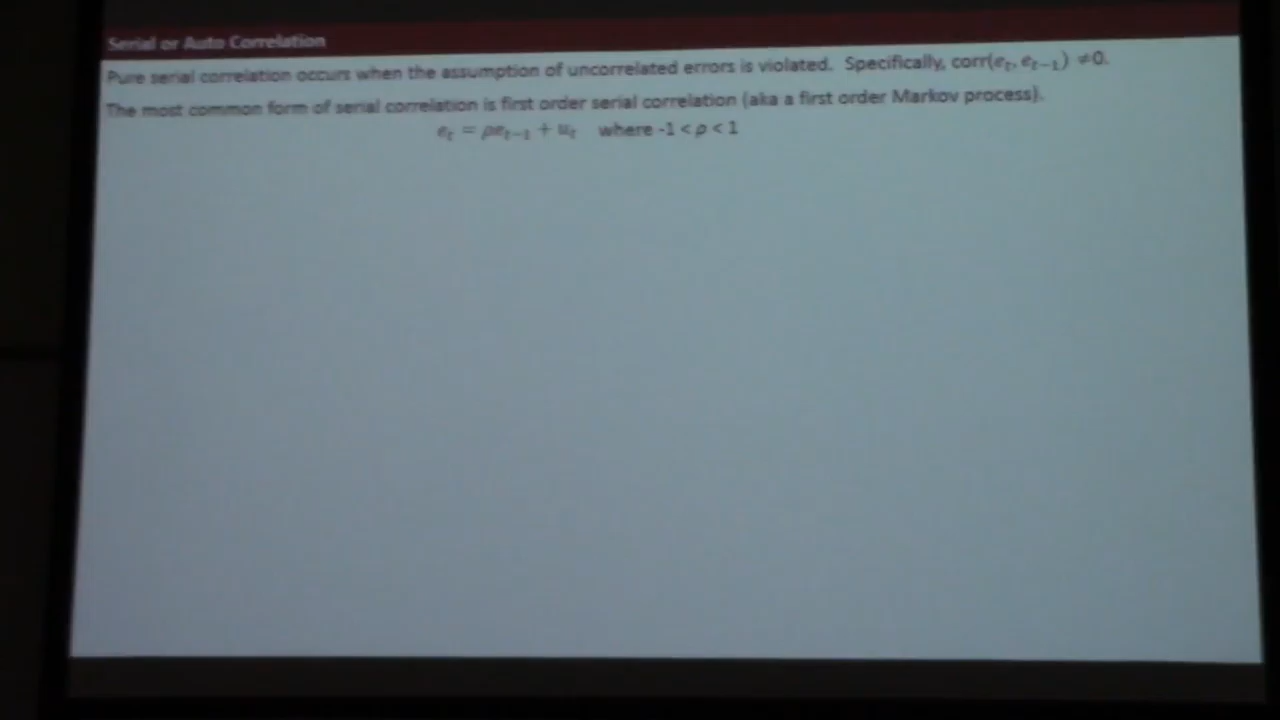 Serial or Auto Correlation
Pure serial correlation occurs when the assumption of uncorrelated errors is violated. Specifically, corr(eₜ, eₜ₋₁) ≠0.
The most common form of serial correlation is first order serial correlation (aka a first order Markov process).
eₜ = ρeₜ₋₁ + uₜ where -1 < ρ < 1